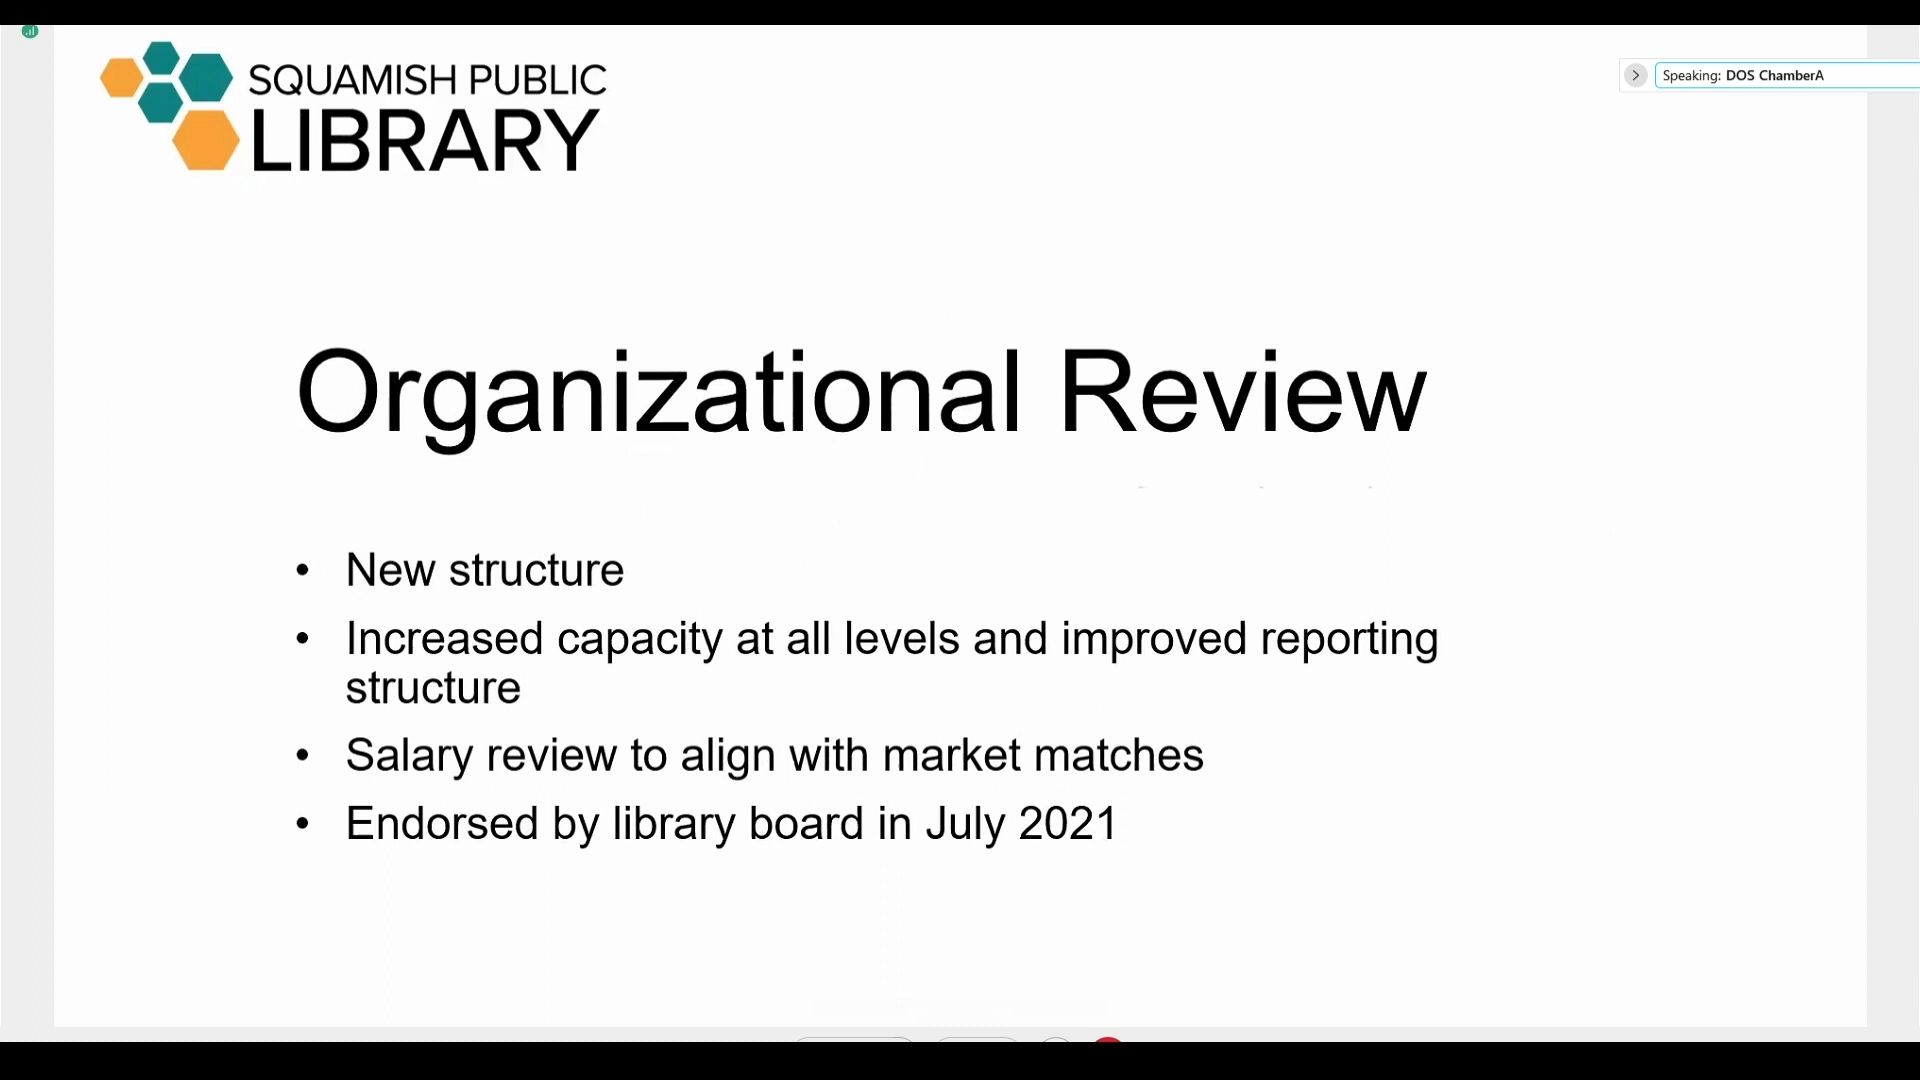 SQUAMISH PUBLIC
LIBRARY
Speaking: DOS ChamberA
Organizational Review
• New structure
• Increased capacity at all levels and improved reporting
structure
• Salary review to align with market matches
• Endorsed by library board in July 2021